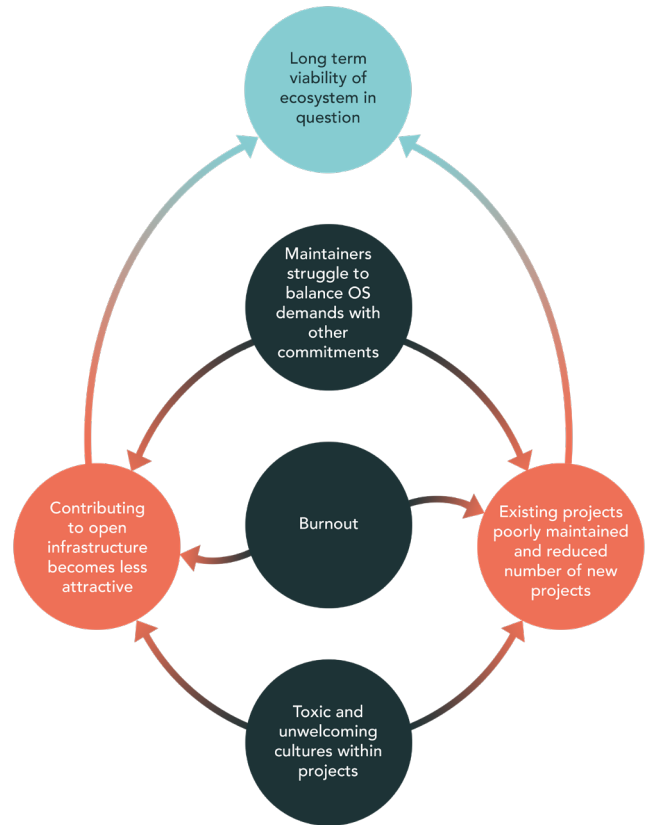 Long term
viability of
ecosystem in
question
Maintainers
struggle to
balance OS
demands with
other
commitments
Contributing
to open
infrastructure
becomes less
attractive
Burnout
Existing projects
poorly maintained
and reduced
number of new
projects
Toxic and
unwelcoming
cultures within
projects